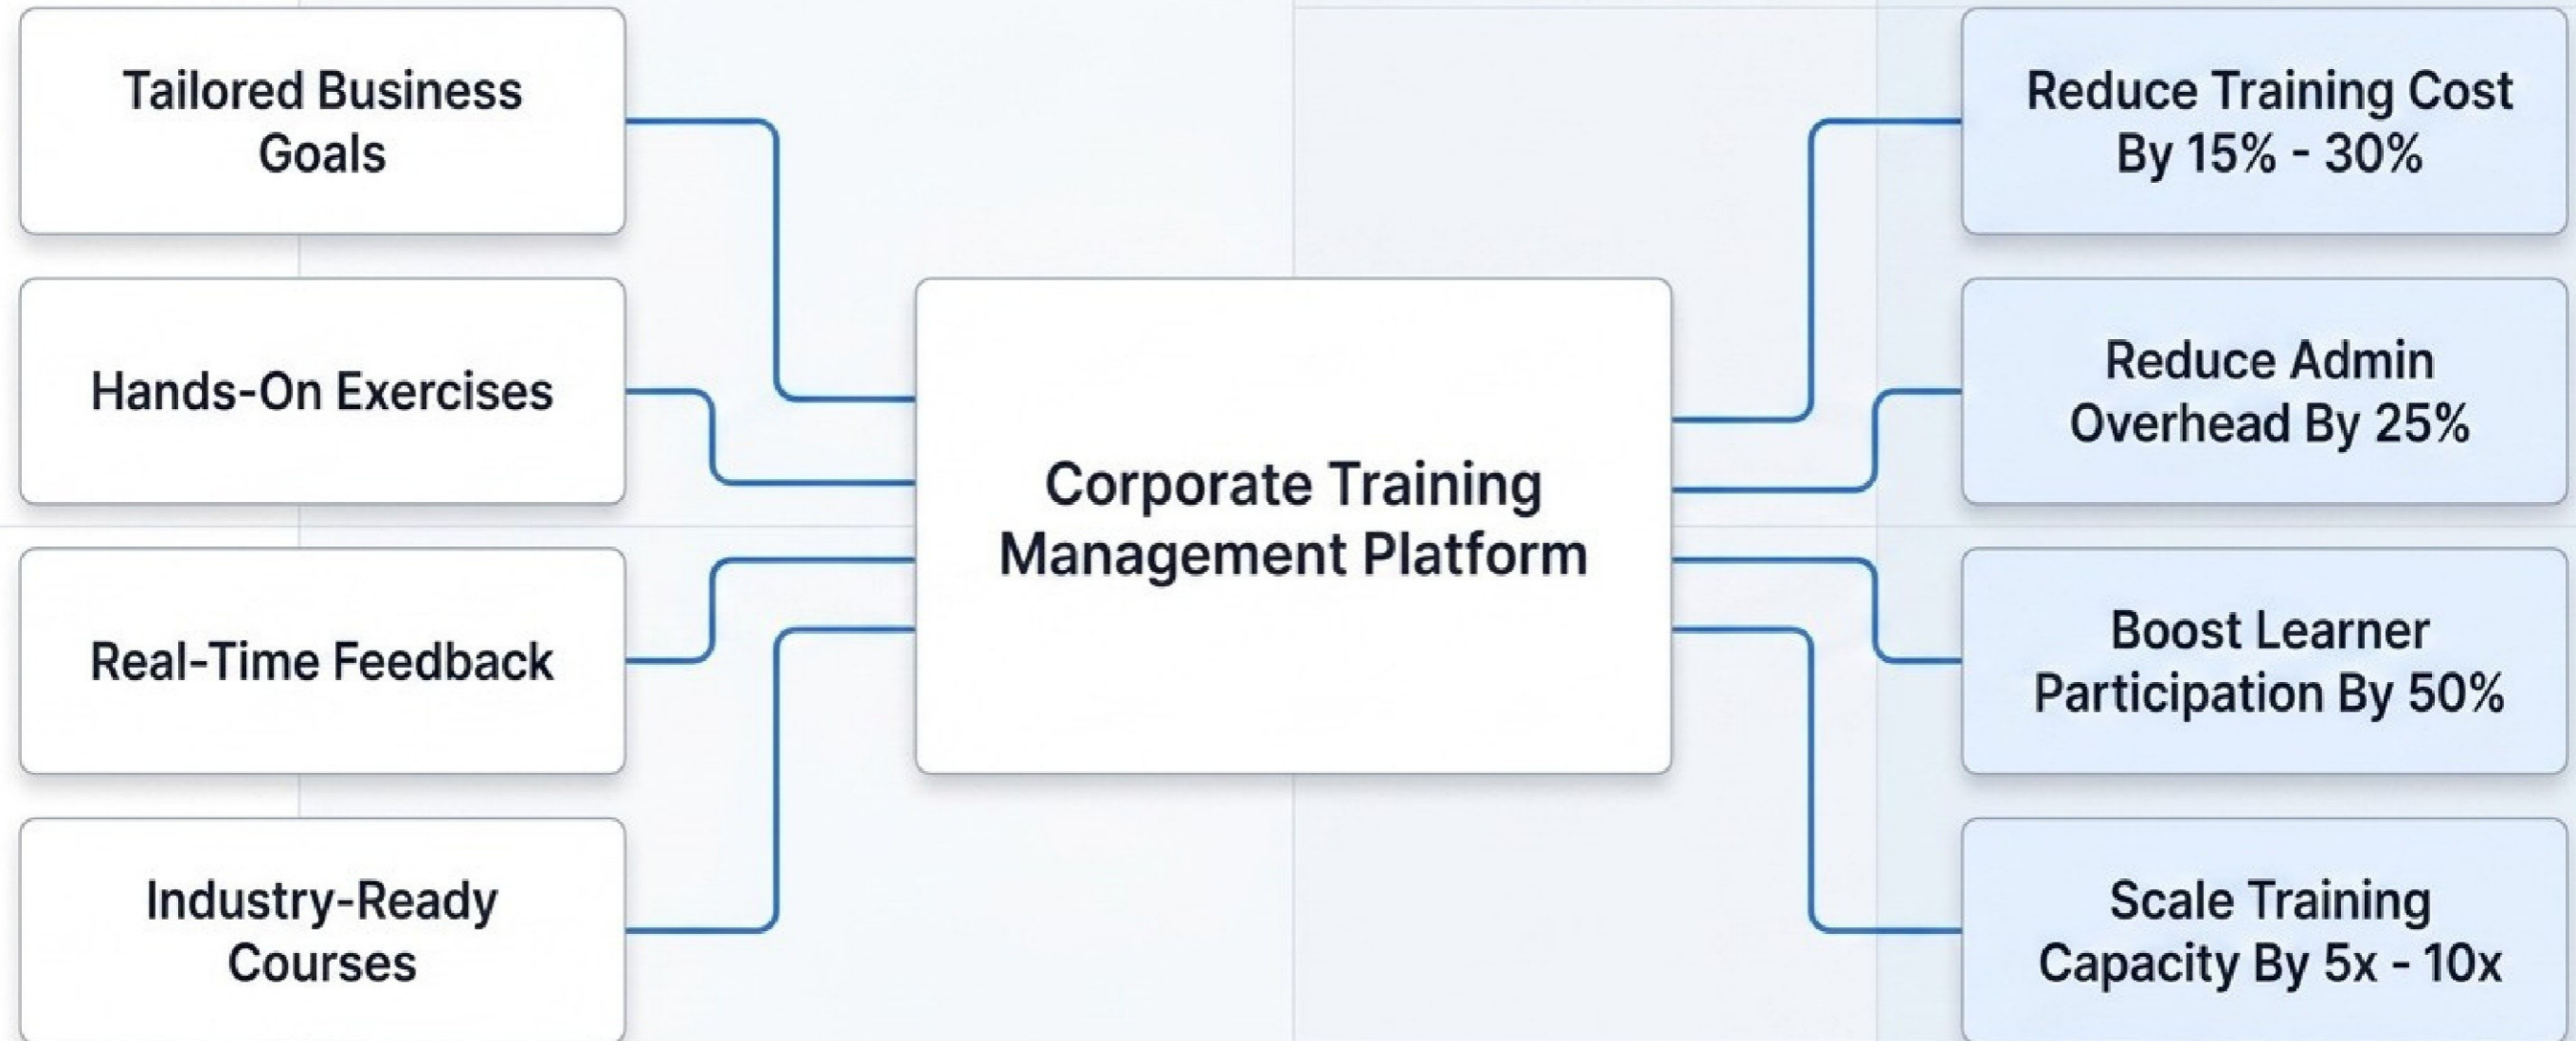 Tailored Business
Goals
Hands-On Exercises
Real-Time Feedback
Industry-Ready
Courses
Corporate Training
Management Platform
Reduce Training Cost
By 15% - 30%
Reduce Admin
Overhead By 25%
Boost Learner
Participation By 50%
Scale Training
Capacity By 5x - 10x